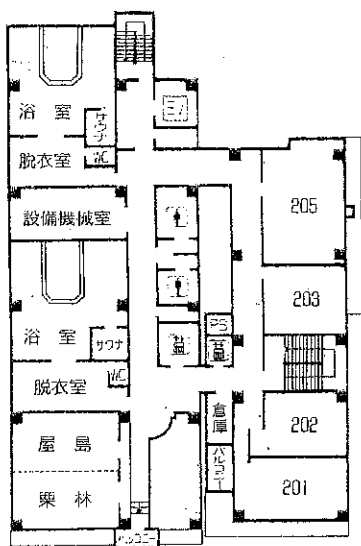 浴室
サウナ
脱衣室
WC
設備機械室
205
203
浴室
サウナ
PS
脱衣室
WC
屋島
倉庫
202
バルコニー
栗林
201
バルコニー